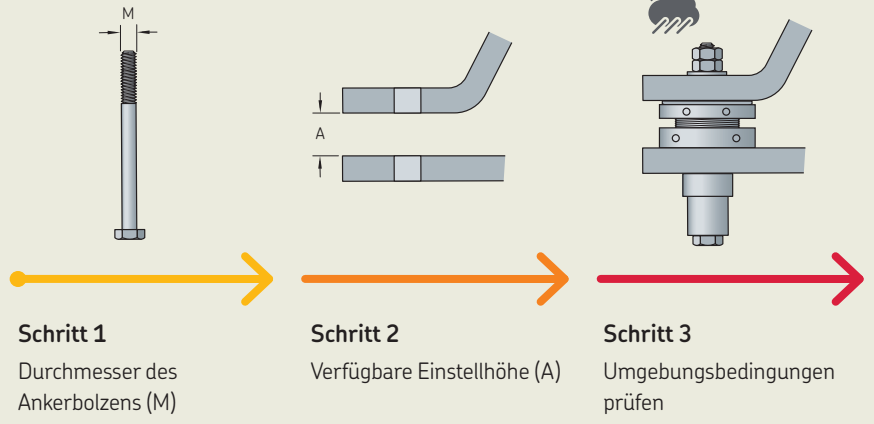 M
A
Schritt 1
Durchmesser des
Ankerbolzens (M)
Schritt 2
Verfügbare Einstellhöhe (A)
Schritt 3
Umgebungsbedingungen
prüfen